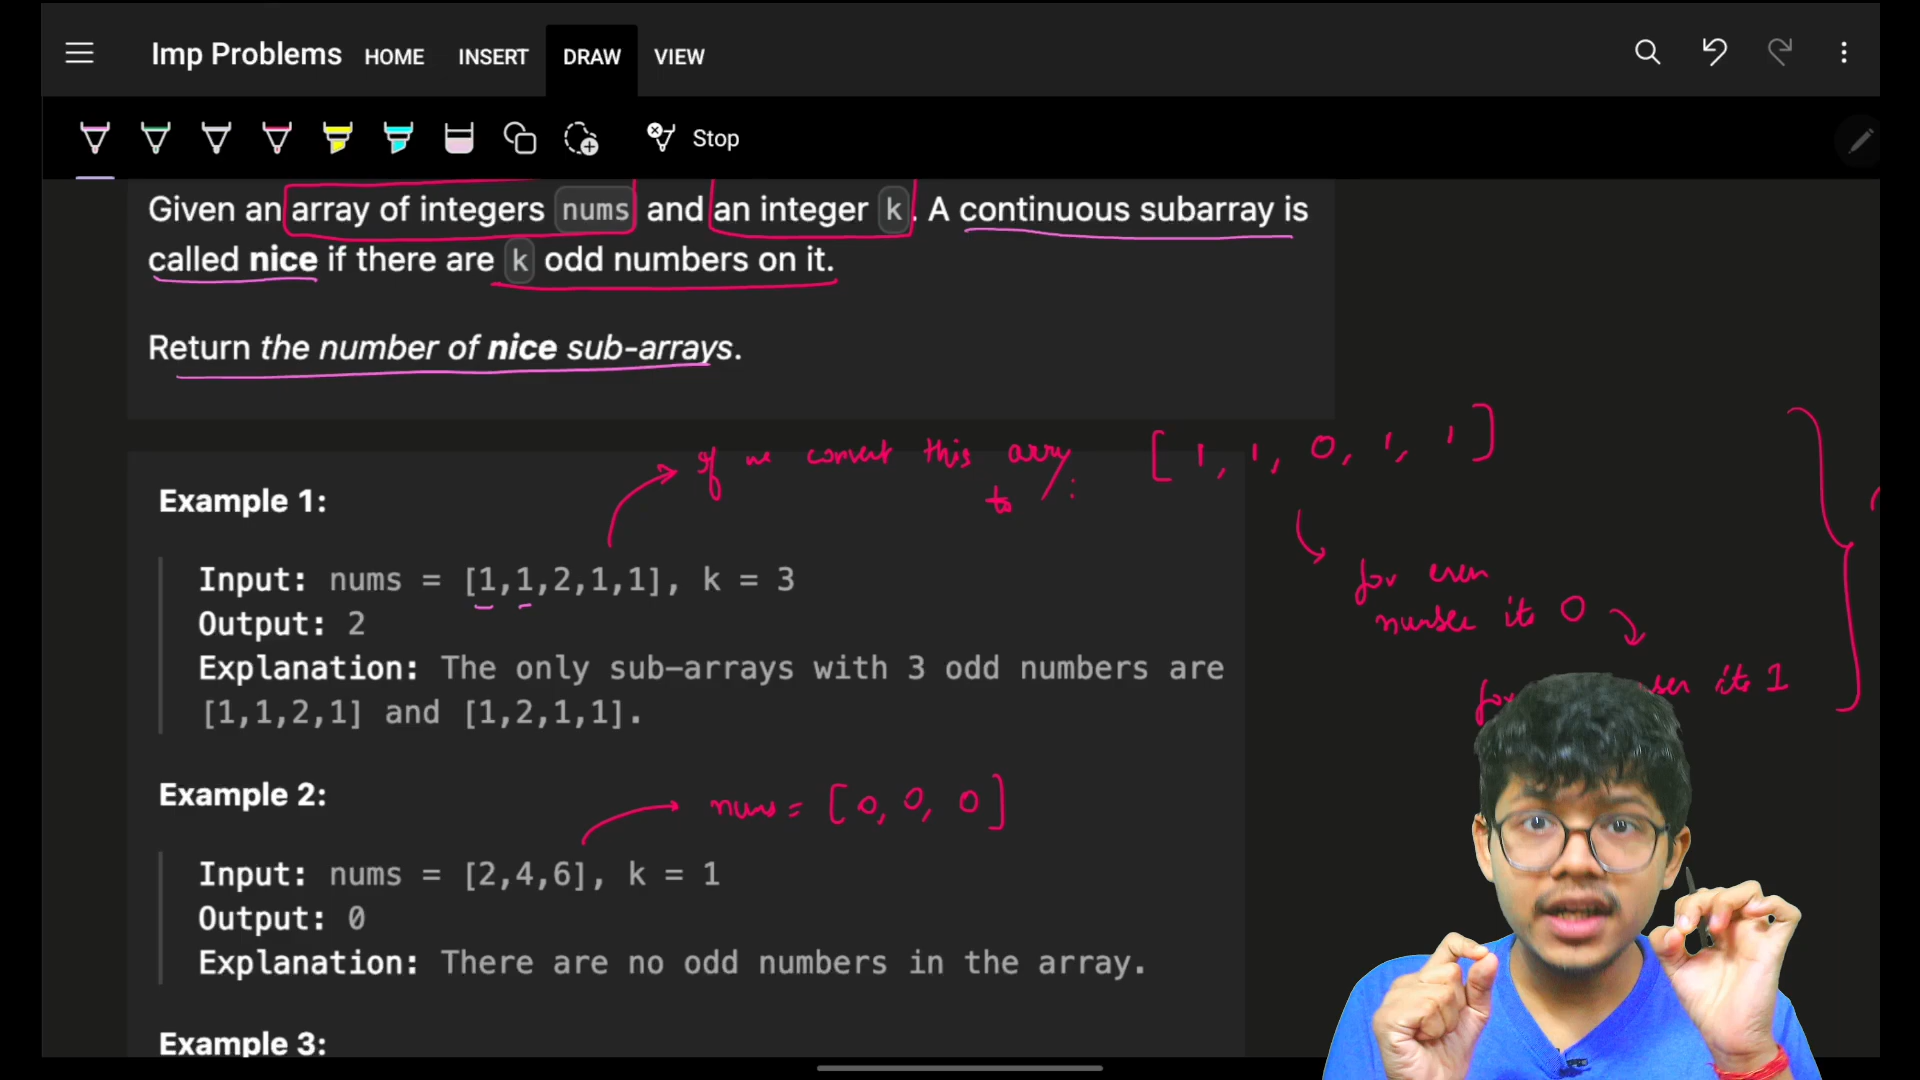 Imp Problems HOME INSERT DRAW VIEW
Stop
Given an array of integers nums and an integer k. A continuous subarray is
called nice if there are k odd numbers on it.
Return the number of nice sub-arrays.
If we convert this array
to :
[ 1, 1, 0, 1, 1 ]
for even
it 0
for
it 1
Example 1:
Input: nums = [1,1,2,1,1], k = 3
Output: 2
Explanation: The only sub-arrays with 3 odd numbers are
[1,1,2,1] and [1,2,1,1].
Example 2:
nums = [ 0, 0, 0 ]
Input: nums = [2,4,6], k = 1
Output: 0
Explanation: There are no odd numbers in the array.
Example 3: